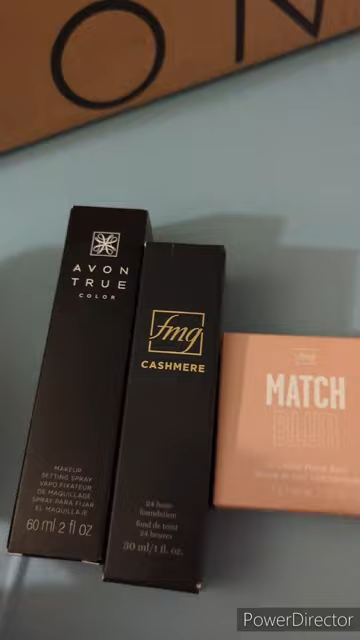 ON
AVON
TRUE
COLOR
MAKEUP
SETTING SPRAY
VAPO FIXATEUR
DE MAQUILLAGE
SPRAY PARA FIJAR
EL MAQUILLAJE
60 ml 2 fl oz
fmg
CASHMERE
24 hour
foundation
fond de teint
24 heures
30 ml/1 fl. oz.
fmg
MATCH
BLUR
PowerDirector